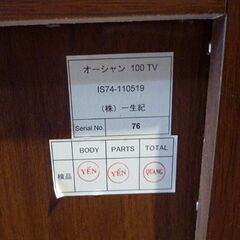 オーシャン 100 TV
IS74-110519
（株）一生紀
Serial No. 76
BODY PARTS TOTAL
検品 YẾN YẾN QUANG